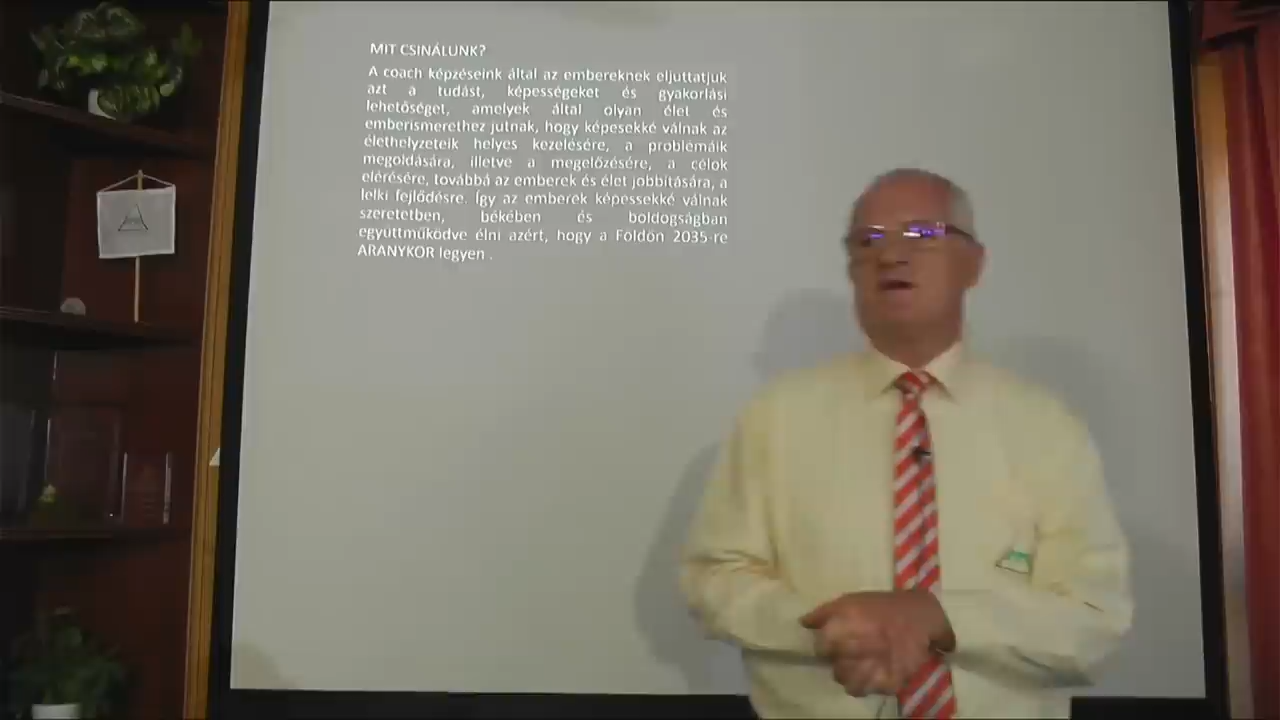 MIT CSINÁLUNK?
A coach képzéseink által az embereknek eljuttatjuk
azt a tudást, képességeket és gyakorlási
lehetőséget, amelyek által olyan élet és
emberismerethez jutnak, hogy képesekké válnak az
élethelyzeteik helyes kezelésére, a problémáik
megoldására, illetve a megelőzésére, a célok
elérésére, továbbá az emberek és élet jobbítására, a
lelki fejlődésre. Így az emberek képessekké válnak
szeretetben, békében és boldogságban
együttműködve élni azért, hogy a Földön 2035-re
ARANYKOR legyen .